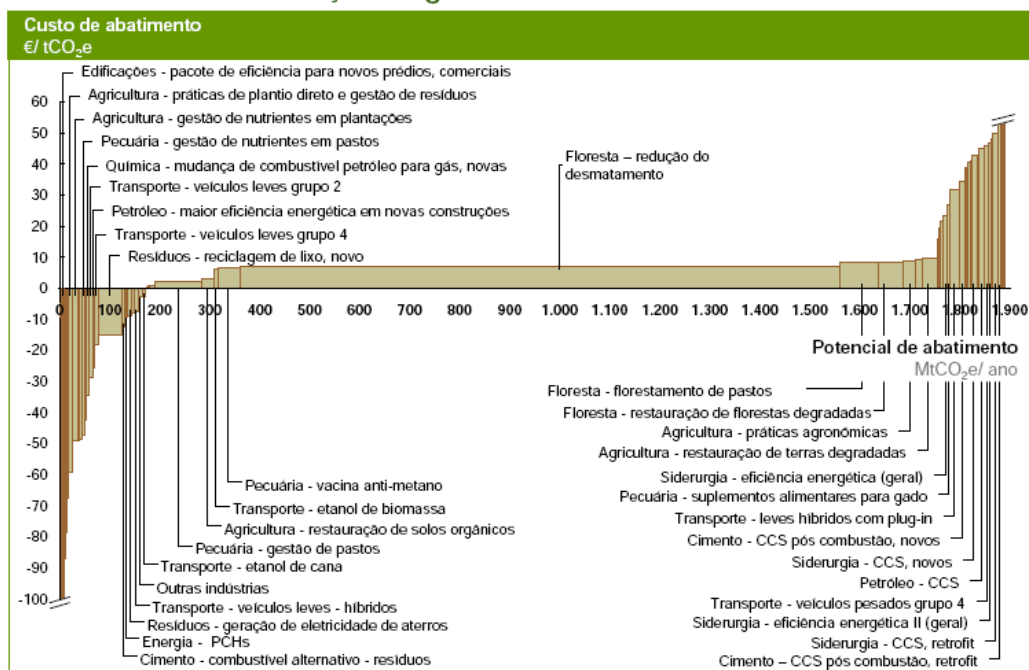 Custo de abatimento
€/ tCO₂e
Edificações - pacote de eficiência para novos prédios, comerciais
Agricultura - práticas de plantio direto e gestão de resíduos
Agricultura - gestão de nutrientes em plantações
Pecuária - gestão de nutrientes em pastos
Química - mudança de combustível petróleo para gás, novas
Transporte - veículos leves grupo 2
Petróleo - maior eficiência energética em novas construções
Transporte - veículos leves grupo 4
Resíduos - reciclagem de lixo, novo
Floresta – redução do
desmatamento
60
50
40
30
20
10
0
-10
-20
-30
-40
-50
-60
-70
-80
-90
-100
0 100 200 300 400 500 600 700 800 900 1.000 1.100 1.200 1.300 1.400 1.500 1.600 1.700 1.800 1.900
Potencial de abatimento
MtCO₂e/ ano
Floresta - florestamento de pastos
Floresta - restauração de florestas degradadas
Agricultura - práticas agronômicas
Agricultura - restauração de terras degradadas
Siderurgia - eficiência energética (geral)
Pecuária - suplementos alimentares para gado
Transporte - leves híbridos com plug-in
Cimento - CCS pós combustão, novos
Siderurgia - CCS, novos
Petróleo - CCS
Transporte - veículos pesados grupo 4
Siderurgia - eficiência energética II (geral)
Siderurgia - CCS, retrofit
Cimento – CCS pós combustão, retrofit
Pecuária - vacina anti-metano
Transporte - etanol de biomassa
Agricultura - restauração de solos orgânicos
Pecuária - gestão de pastos
Transporte - etanol de cana
Outras indústrias
Transporte - veículos leves - híbridos
Resíduos - geração de eletricidade de aterros
Energia - PCHs
Cimento - combustível alternativo - resíduos